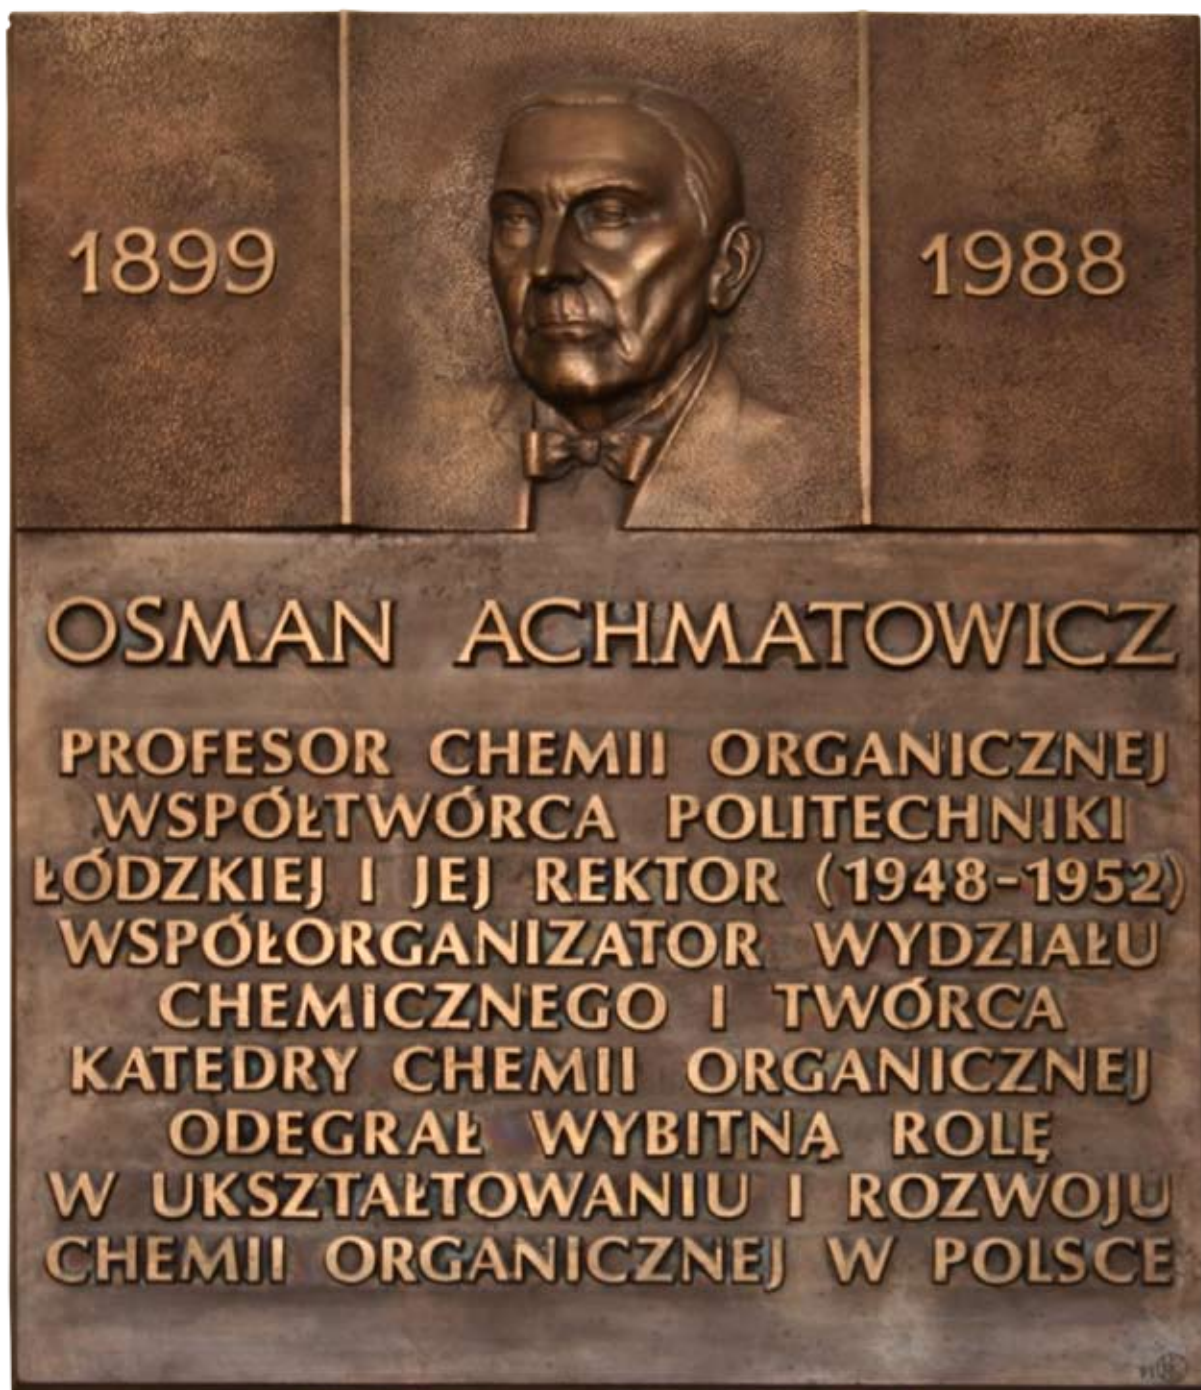 1899
1988
OSMAN ACHMATOWICZ
PROFESOR CHEMII ORGANICZNEJ
WSPÓŁTWÓRCA POLITECHNIKI
ŁÓDZKIEJ I JEJ REKTOR (1948-1952)
WSPÓŁORGANIZATOR WYDZIAŁU
CHEMICZNEGO I TWÓRCA
KATEDRY CHEMII ORGANICZNEJ
ODEGRAŁ WYBITNĄ ROLĘ
W UKSZTAŁTOWANIU I ROZWOJU
CHEMII ORGANICZNEJ W POLSCE